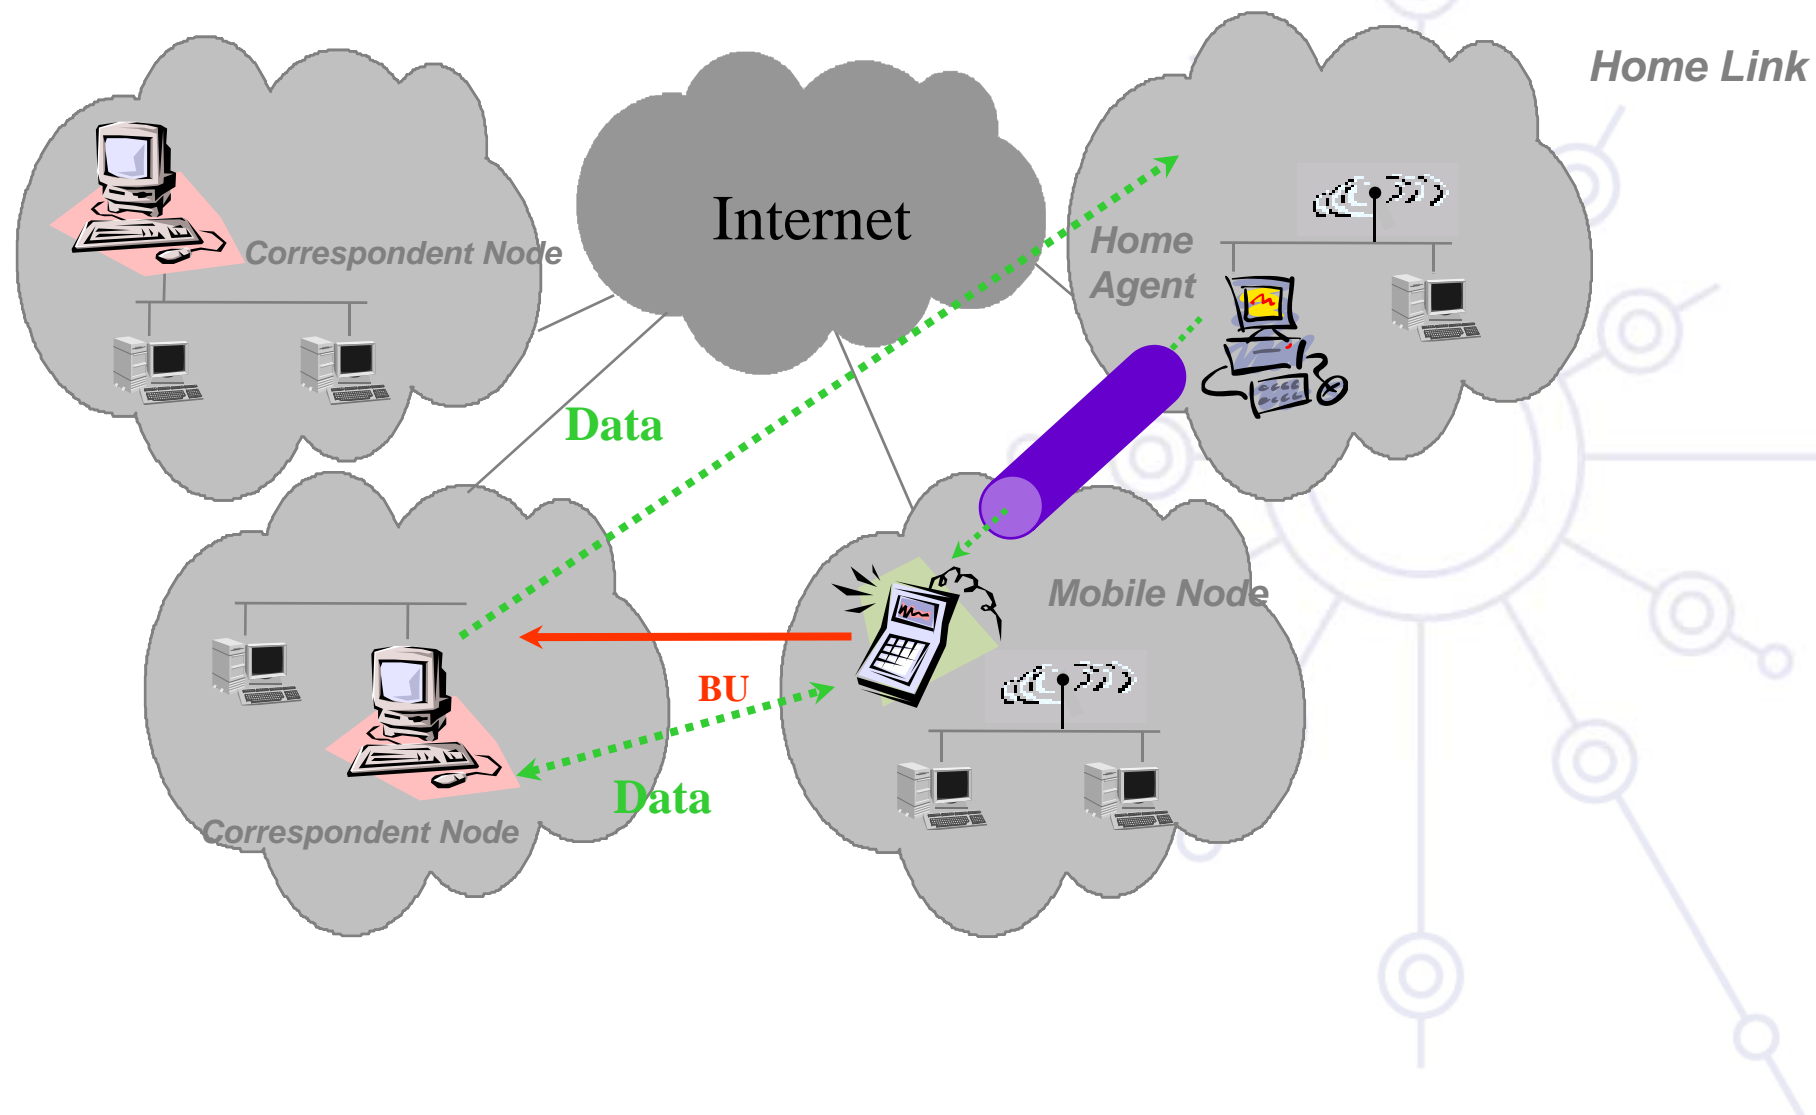 Home Link
Internet
Correspondent Node
Home
Agent
Data
Mobile Node
BU
Data
Correspondent Node